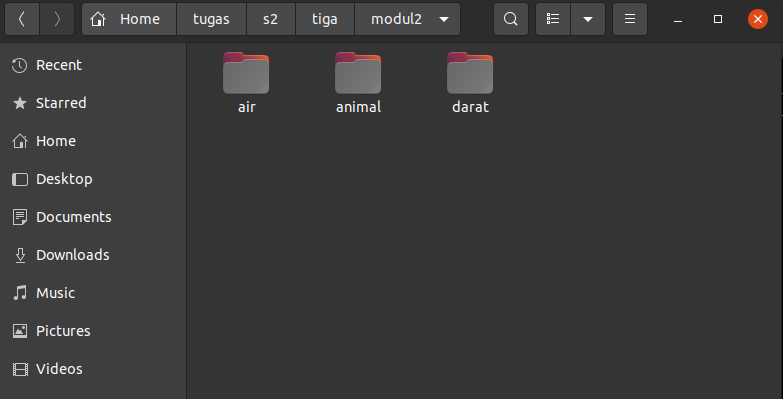 Home tugas s2 tiga modul2
Recent
Starred
Home
Desktop
Documents
Downloads
Music
Pictures
Videos
air animal darat